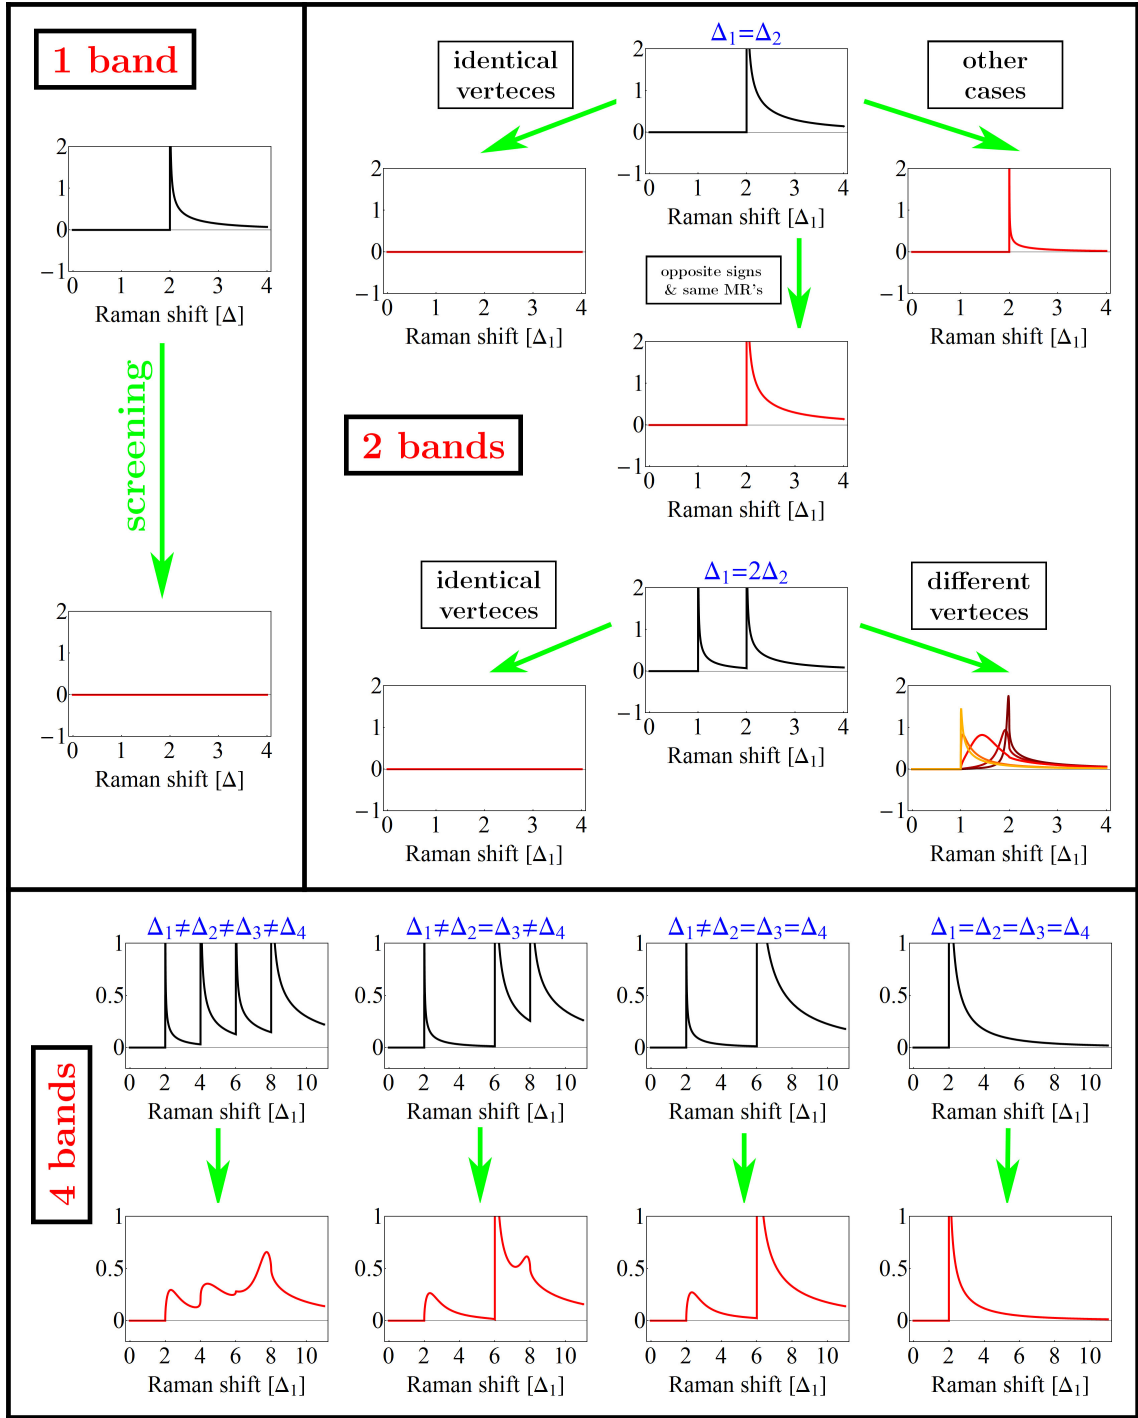 1 band
2
1
0
−1
0 1 2 3 4
Raman shift [Δ]
screening
2
1
0
−1
0 1 2 3 4
Raman shift [Δ]
Δ₁=Δ₂
2
1
0
−1
0 1 2 3 4
Raman shift [Δ₁]
identical
verteces
2
1
0
−1
0 1 2 3 4
Raman shift [Δ₁]
other
cases
2
1
0
−1
0 1 2 3 4
Raman shift [Δ₁]
opposite signs
& same MR's
2
1
0
−1
0 1 2 3 4
Raman shift [Δ₁]
2 bands
Δ₁=2Δ₂
2
1
0
−1
0 1 2 3 4
Raman shift [Δ₁]
identical
verteces
2
1
0
−1
0 1 2 3 4
Raman shift [Δ₁]
different
verteces
2
1
0
−1
0 1 2 3 4
Raman shift [Δ₁]
4 bands
Δ₁≠Δ₂≠Δ₃≠Δ₄
1
0.5
0
0 2 4 6 8 10
Raman shift [Δ₁]
Δ₁≠Δ₂=Δ₃≠Δ₄
1
0.5
0
0 2 4 6 8 10
Raman shift [Δ₁]
Δ₁≠Δ₂=Δ₃=Δ₄
1
0.5
0
0 2 4 6 8 10
Raman shift [Δ₁]
Δ₁=Δ₂=Δ₃=Δ₄
1
0.5
0
0 2 4 6 8 10
Raman shift [Δ₁]
1
0.5
0
0 2 4 6 8 10
Raman shift [Δ₁]
1
0.5
0
0 2 4 6 8 10
Raman shift [Δ₁]
1
0.5
0
0 2 4 6 8 10
Raman shift [Δ₁]
1
0.5
0
0 2 4 6 8 10
Raman shift [Δ₁]